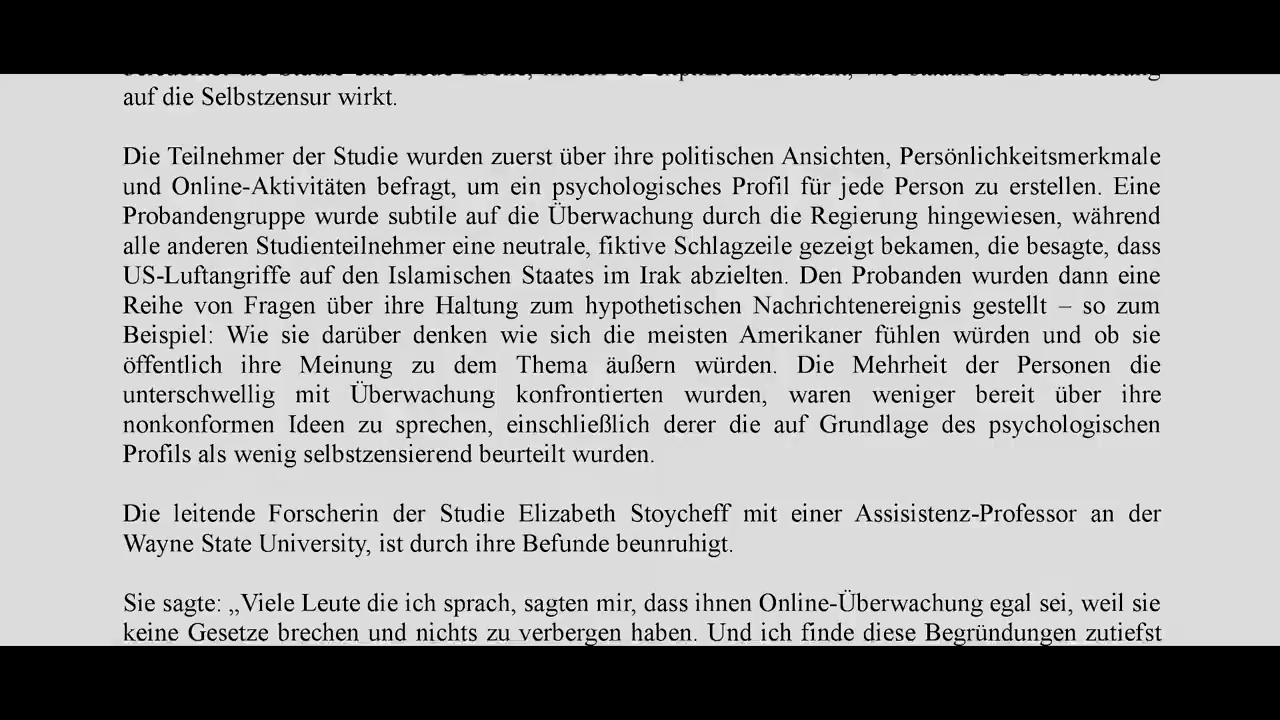 auf die Selbstzensur wirkt.
Die Teilnehmer der Studie wurden zuerst über ihre politischen Ansichten, Persönlichkeitsmerkmale
und Online-Aktivitäten befragt, um ein psychologisches Profil für jede Person zu erstellen. Eine
Probandengruppe wurde subtile auf die Überwachung durch die Regierung hingewiesen, während
alle anderen Studienteilnehmer eine neutrale, fiktive Schlagzeile gezeigt bekamen, die besagte, dass
US-Luftangriffe auf den Islamischen Staates im Irak abzielten. Den Probanden wurden dann eine
Reihe von Fragen über ihre Haltung zum hypothetischen Nachrichtenereignis gestellt – so zum
Beispiel: Wie sie darüber denken wie sich die meisten Amerikaner fühlen würden und ob sie
öffentlich ihre Meinung zu dem Thema äußern würden. Die Mehrheit der Personen die
unterschwellig mit Überwachung konfrontierten wurden, waren weniger bereit über ihre
nonkonformen Ideen zu sprechen, einschließlich derer die auf Grundlage des psychologischen
Profils als wenig selbstzensierend beurteilt wurden.
Die leitende Forscherin der Studie Elizabeth Stoycheff mit einer Assisistenz-Professor an der
Wayne State University, ist durch ihre Befunde beunruhigt.
Sie sagte: „Viele Leute die ich sprach, sagten mir, dass ihnen Online-Überwachung egal sei, weil sie
keine Gesetze brechen und nichts zu verbergen haben. Und ich finde diese Begründungen zutiefst